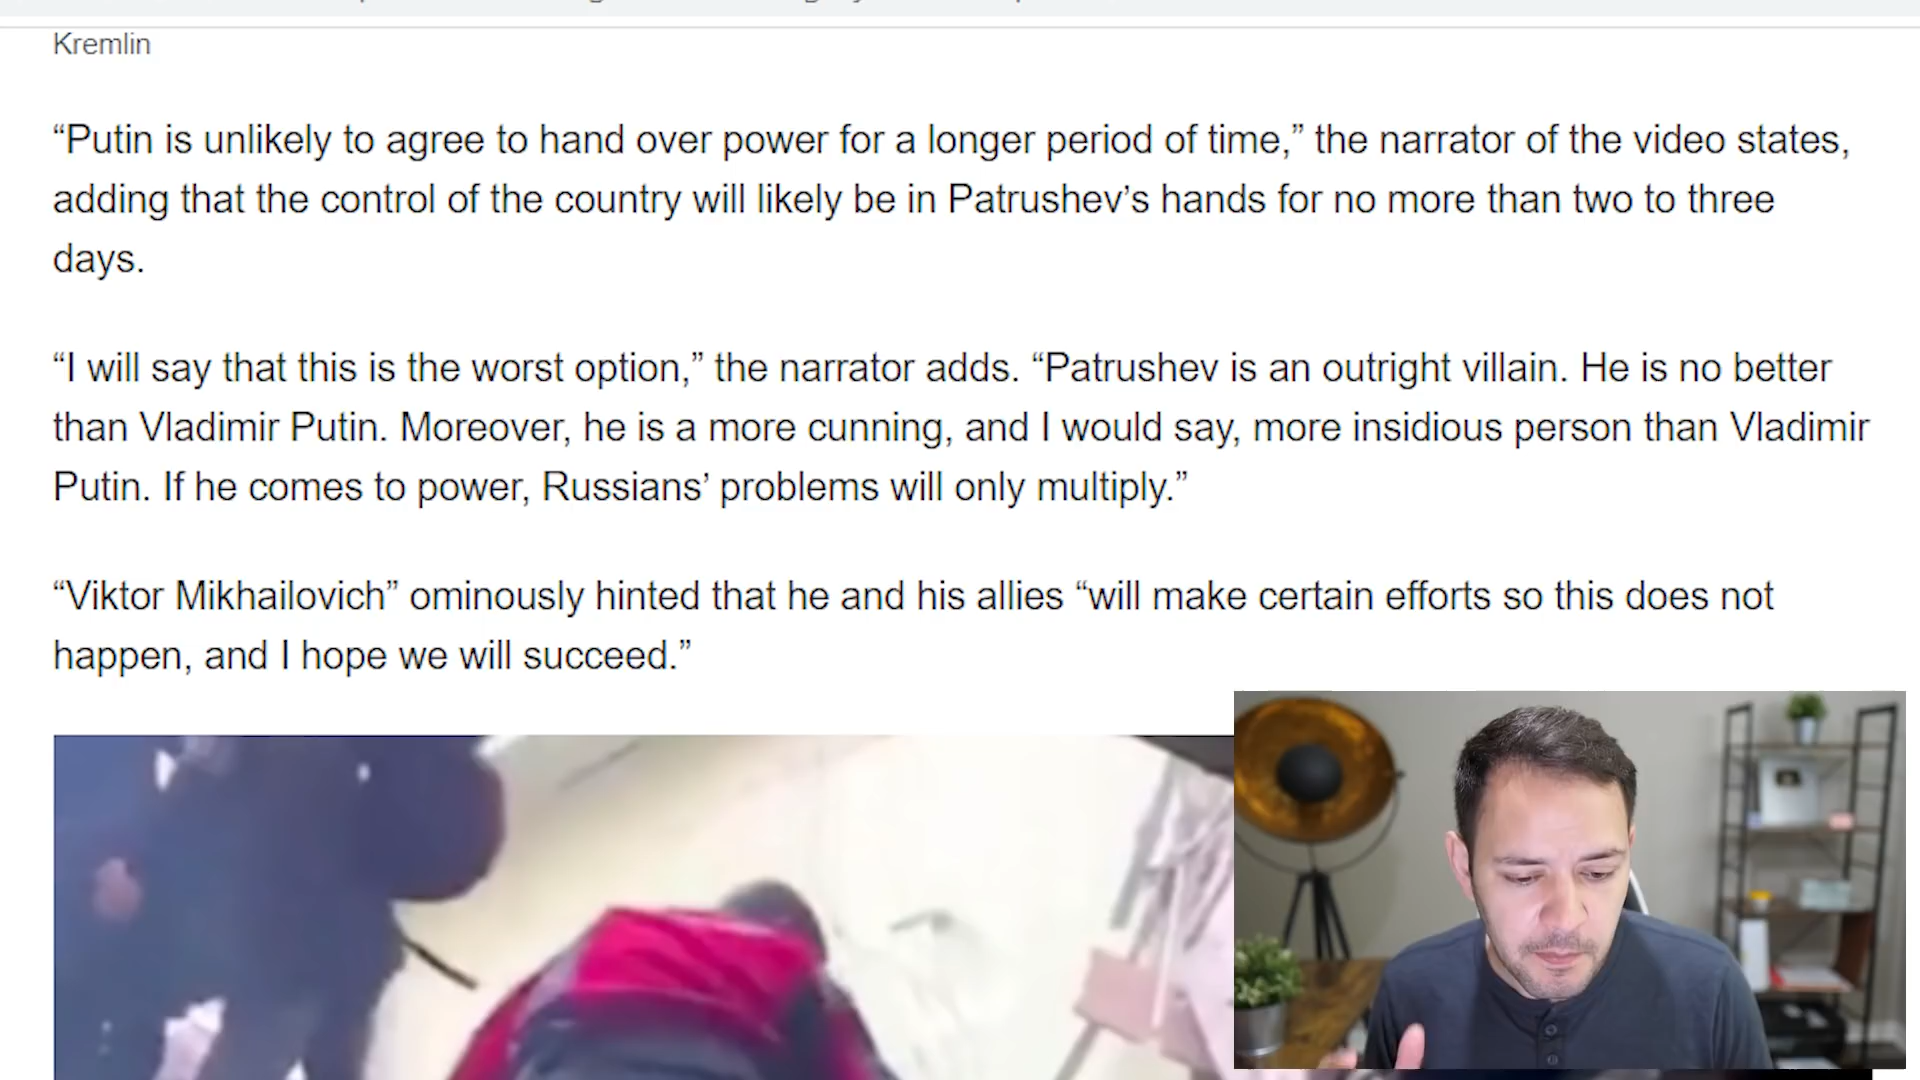 Kremlin
“Putin is unlikely to agree to hand over power for a longer period of time,” the narrator of the video states,
adding that the control of the country will likely be in Patrushev’s hands for no more than two to three
days.
“I will say that this is the worst option,” the narrator adds. “Patrushev is an outright villain. He is no better
than Vladimir Putin. Moreover, he is a more cunning, and I would say, more insidious person than Vladimir
Putin. If he comes to power, Russians’ problems will only multiply.”
“Viktor Mikhailovich” ominously hinted that he and his allies “will make certain efforts so this does not
happen, and I hope we will succeed.”